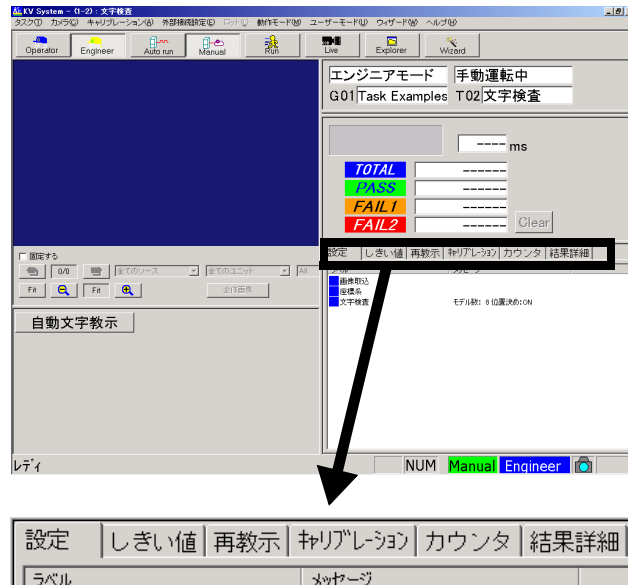 KV System - (1-2) : 文字検査
タスク(T) カメラ(C) キャリブレーション(A) 外部接続設定(E) ロット(L) 動作モード(M) ユーザーモード(U) ウィザード(W) ヘルプ(H)
Operator Engineer Auto run Manual Run Live Explorer Wizard
エンジニアモード 手動運転中
G01 Task Examples T02 文字検査
---- ms
TOTAL ------
PASS ------
FAIL1 ------
FAIL2 ------ Clear
設定 しきい値 再教示 キャリブレーション カウンタ 結果詳細
固定する
0/0 全てのソース 全てのユニット All
Fit Fit 全体画像
ラベル メッセージ
画像取込
座標系
文字検査 モデル数: 8 位置決め:ON
自動文字教示
レディ NUM Manual Engineer
設定 しきい値 再教示 キャリブレーション カウンタ 結果詳細
ラベル メッセージ